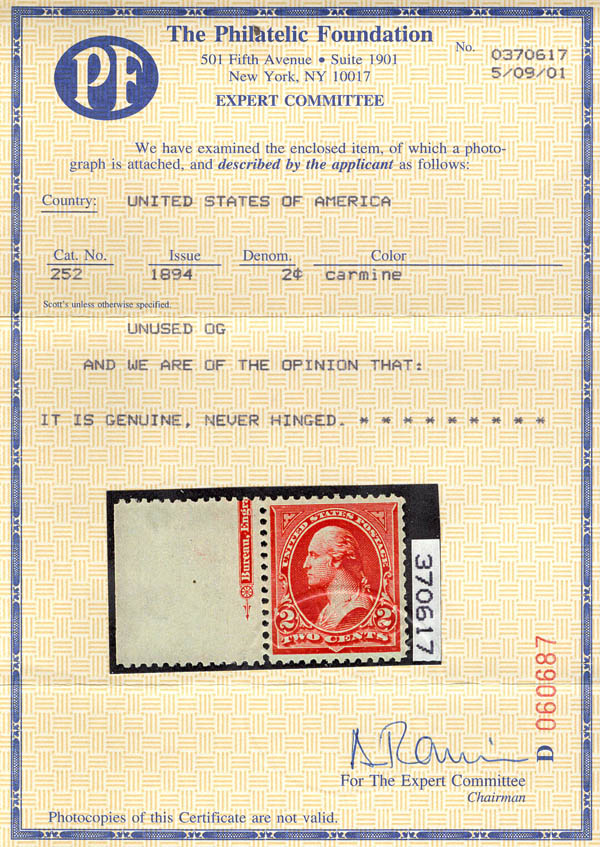 PF
The Philatelic Foundation
501 Fifth Avenue • Suite 1901
New York, NY 10017
EXPERT COMMITTEE
No. 0370617
5/09/01
We have examined the enclosed item, of which a photo-
graph is attached, and described by the applicant as follows:
Country: UNITED STATES OF AMERICA
Cat. No. Issue Denom. Color
252 1894 2¢ carmine
Scott's unless otherwise specified.
UNUSED OG
AND WE ARE OF THE OPINION THAT:
IT IS GENUINE, NEVER HINGED. * * * * * * * * *
Bureau, Engr
UNITED STATES POSTAGE
2 2
TWO CENTS
370617
D 060687
For The Expert Committee
Chairman
Photocopies of this Certificate are not valid.